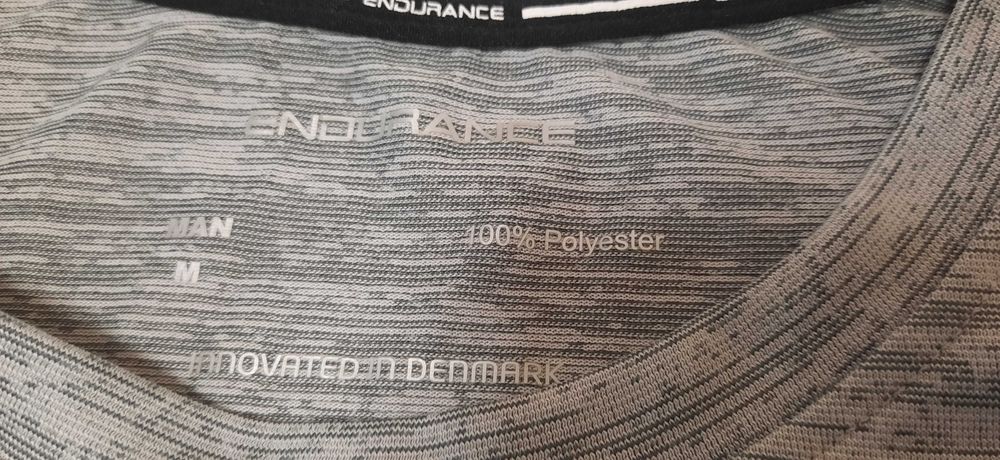 ENDURANCE
ENDURANCE
MAN
100% Polyester
M
INNOVATED IN DENMARK